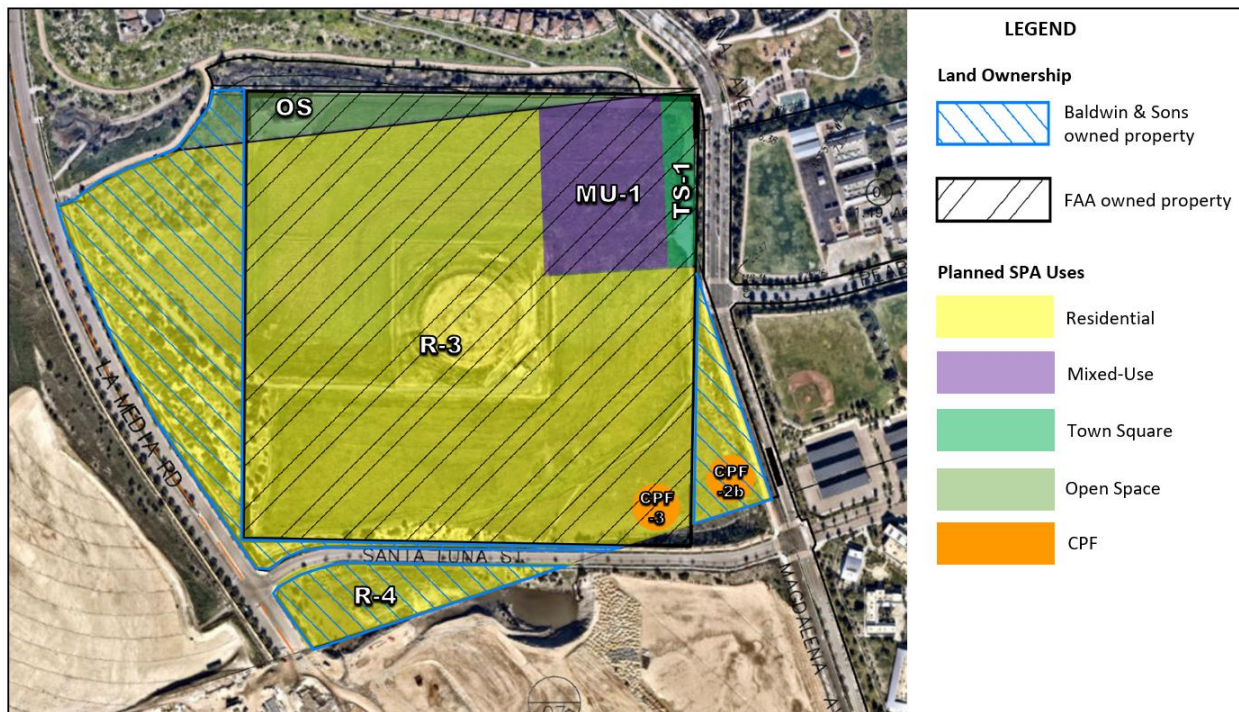 LEGEND
Land Ownership
Baldwin & Sons
owned property
FAA owned property
Planned SPA Uses
Residential
Mixed-Use
Town Square
Open Space
CPF
OS
MU-1
TS-1
R-3
CPF
-2b
CPF
-3
R-4
LA MEDIA RD
SANTA LUNA ST
MAGDALENA